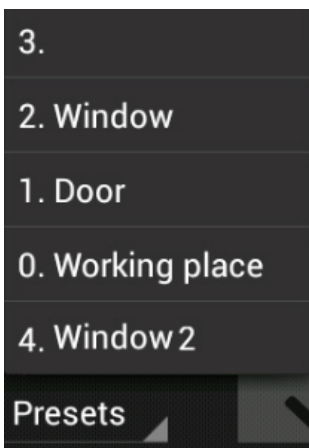 3.
2. Window
1. Door
0. Working place
4. Window 2
Presets